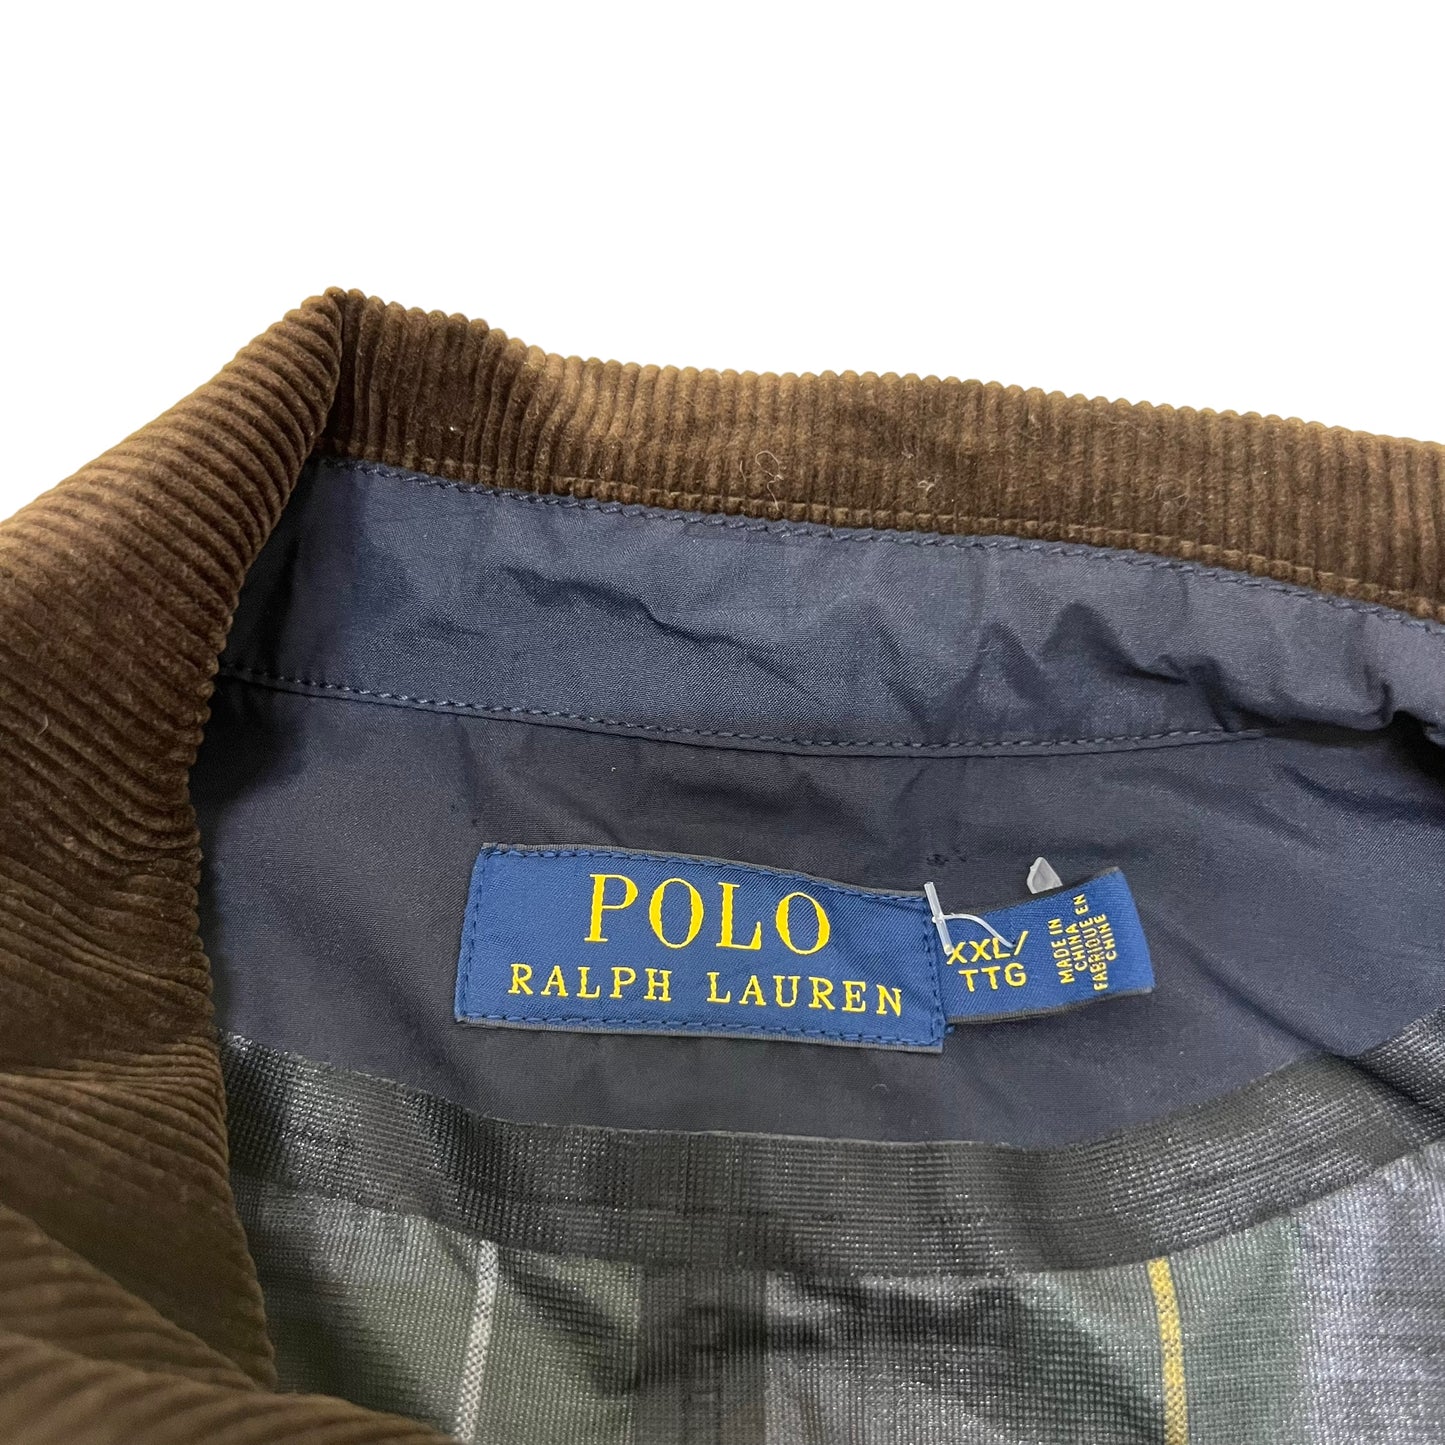 POLO
RALPH LAUREN
XXL/
TTG
MADE IN
CHINA
FABRIQUE EN
CHINE